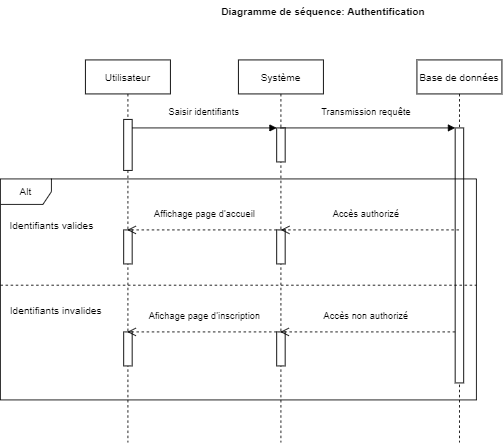 Diagramme de séquence: Authentification
Utilisateur
Système
Base de données
Saisir identifiants
Transmission requête
Alt
Identifiants valides
Affichage page d'accueil
Accès authorizé
Identifiants invalides
Afichage page d'inscription
Accès non authorizé